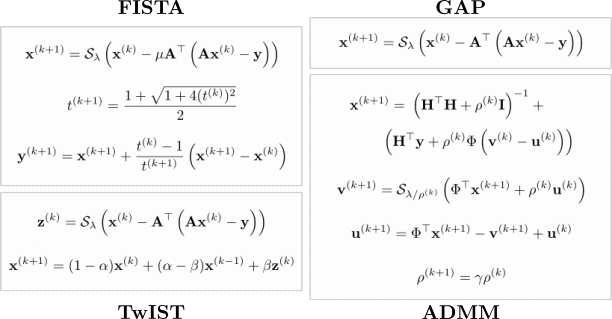 FISTA
x^(k+1) = S_λ (x^(k) − μA^⊤ (Ax^(k) − y))
t^(k+1) = (1 + √(1 + 4(t^(k))^2)) / 2
y^(k+1) = x^(k+1) + (t^(k) − 1) / t^(k+1) (x^(k+1) − x^(k))
z^(k) = S_λ (x^(k) − A^⊤ (Ax^(k) − y))
x^(k+1) = (1 − α)x^(k) + (α − β)x^(k−1) + βz^(k)
TwIST
GAP
x^(k+1) = S_λ (x^(k) − A^⊤ (Ax^(k) − y))
x^(k+1) = (H^⊤H + ρ^(k)I)^−1 +
(H^⊤y + ρ^(k)Φ (v^(k) − u^(k)))
v^(k+1) = S_λ/ρ^(k) (Φ^⊤x^(k+1) + ρ^(k)u^(k))
u^(k+1) = Φ^⊤x^(k+1) − v^(k+1) + u^(k)
ρ^(k+1) = γρ^(k)
ADMM